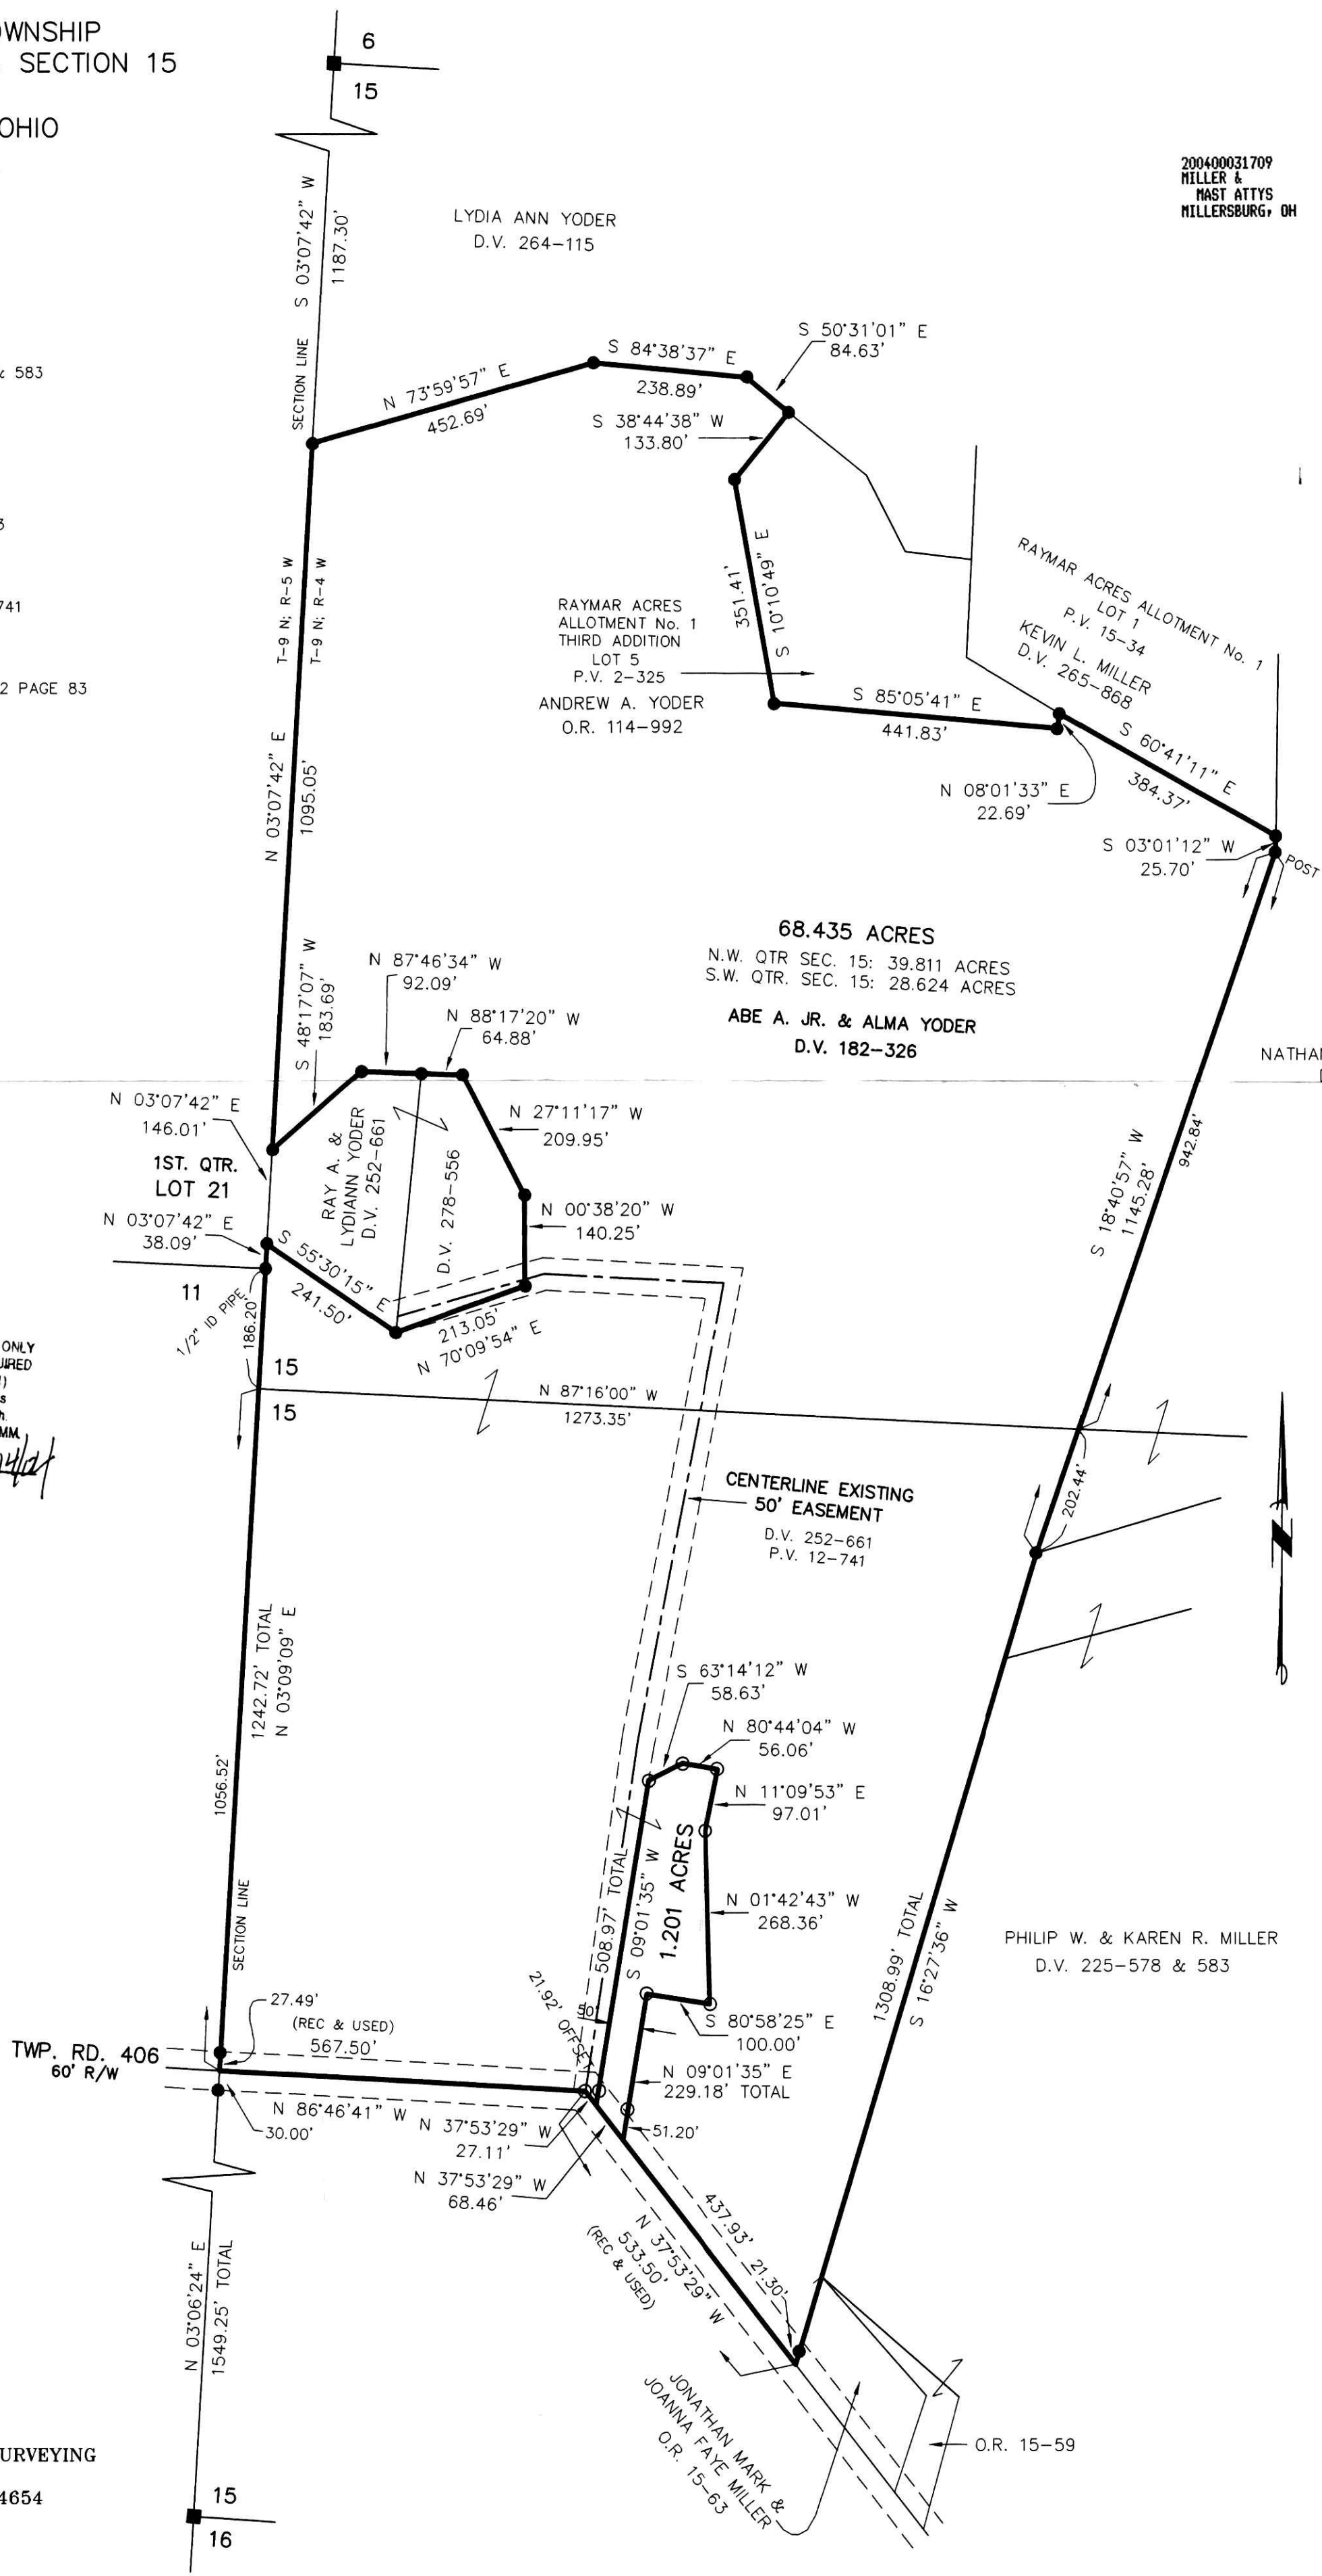 OWNSHIP
SECTION 15
OHIO
6
15
200400031709
MILLER &
MAST ATTYS
MILLERSBURG, OH
S 03°07'42" W
1187.30'
SECTION LINE
LYDIA ANN YODER
D.V. 264-115
& 583
N 73°59'57" E
452.69'
S 84°38'37" E
238.89'
S 50°31'01" E
84.63'
S 38°44'38" W
133.80'
T-9 N; R-5 W
T-9 N; R-4 W
351.41'
S 10°10'49" E
RAYMAR ACRES
ALLOTMENT No. 1
THIRD ADDITION
LOT 5
P.V. 2-325
ANDREW A. YODER
O.R. 114-992
RAYMAR ACRES ALLOTMENT No. 1
LOT 1
P.V. 15-34
KEVIN L. MILLER
D.V. 265-868
741
2 PAGE 83
S 85°05'41" E
441.83'
N 08°01'33" E
22.69'
S 60°41'11" E
384.37'
S 03°01'12" W
25.70'
POST
N 03°07'42" E
1095.05'
68.435 ACRES
N.W. QTR SEC. 15: 39.811 ACRES
S.W. QTR. SEC. 15: 28.624 ACRES
ABE A. JR. & ALMA YODER
D.V. 182-326
NATHAN
S 48°17'07" W
183.69'
N 87°46'34" W
92.09'
N 88°17'20" W
64.88'
N 27°11'17" W
209.95'
N 03°07'42" E
146.01'
1ST. QTR.
LOT 21
N 03°07'42" E
38.09'
RAY A. &
LYDIANN YODER
D.V. 252-661
D.V. 278-556
N 00°38'20" W
140.25'
S 18°40'57" W
1145.28'
942.84'
11
1/2" ID PIPE
186.20'
S 55°30'15" E
241.50'
213.05'
N 70°09'54" E
15
15
N 87°16'00" W
1273.35'
ONLY
UIRED
MM.
CENTERLINE EXISTING
50' EASEMENT
D.V. 252-661
P.V. 12-741
202.44'
1242.72' TOTAL
N 03°09'09" E
1056.52'
SECTION LINE
S 63°14'12" W
58.63'
N 80°44'04" W
56.06'
N 11°09'53" E
97.01'
508.97' TOTAL
S 09°01'35" W
1.201 ACRES
N 01°42'43" W
268.36'
1308.99' TOTAL
S 16°27'36" W
PHILIP W. & KAREN R. MILLER
D.V. 225-578 & 583
21.92' OFFSET
50'
S 80°58'25" E
100.00'
N 09°01'35" E
229.18' TOTAL
51.20'
27.49'
(REC & USED)
567.50'
TWP. RD. 406
60' R/W
N 86°46'41" W
30.00'
N 37°53'29" W
27.11'
N 37°53'29" W
68.46'
437.93'
21.30'
N 37°53'29" W
533.50'
(REC & USED)
N 03°06'24" E
1549.25' TOTAL
JONATHAN MARK &
JOANNA FAYE MILLER
O.R. 15-63
O.R. 15-59
N
URVEYING
4654
15
16